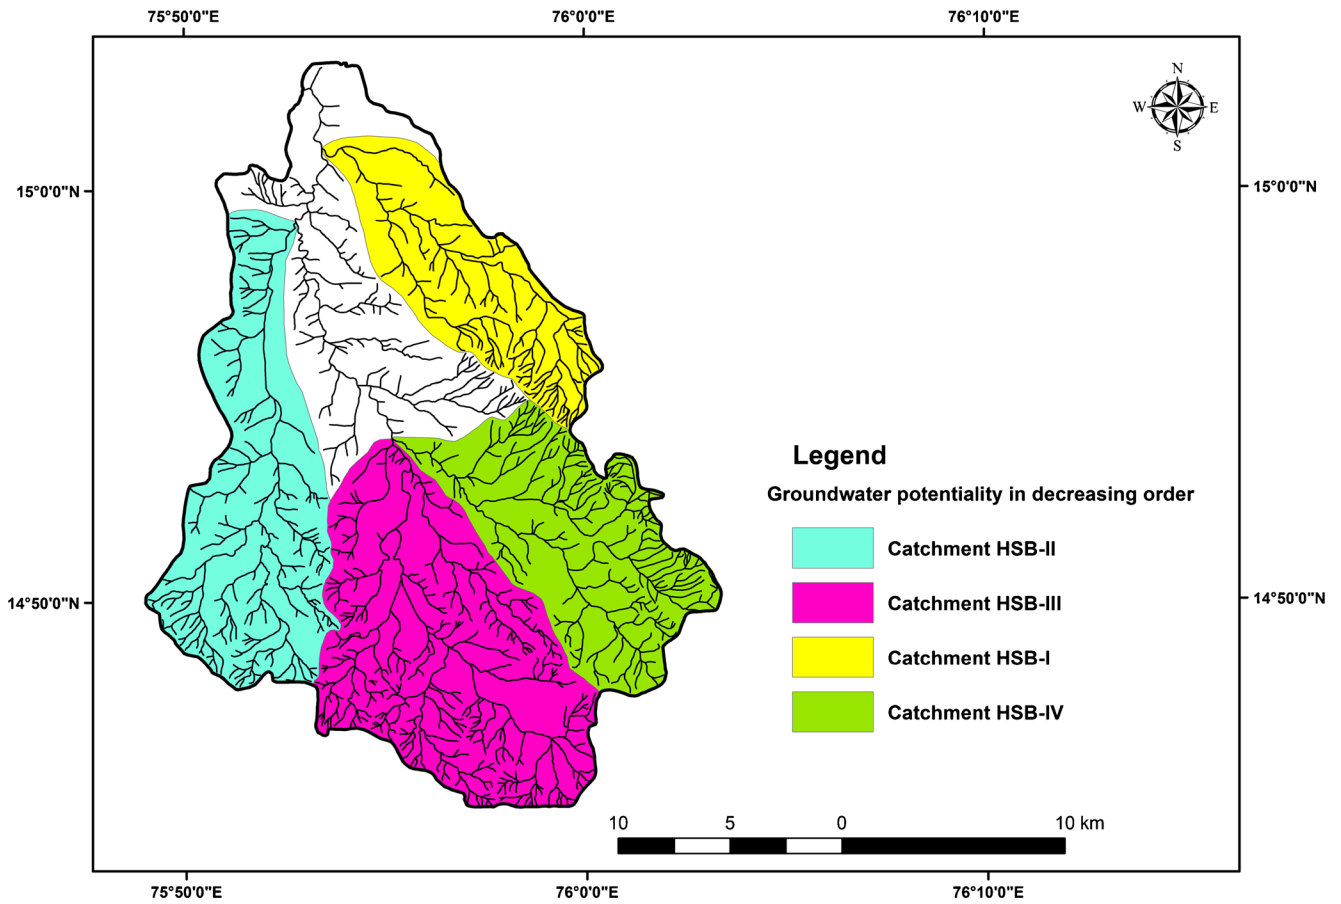 75°50'0"E 76°0'0"E 76°10'0"E
N
W E
S
15°0'0"N 15°0'0"N
Legend
Groundwater potentiality in decreasing order
Catchment HSB-II
Catchment HSB-III
Catchment HSB-I
Catchment HSB-IV
14°50'0"N 14°50'0"N
10 5 0 10 km
75°50'0"E 76°0'0"E 76°10'0"E